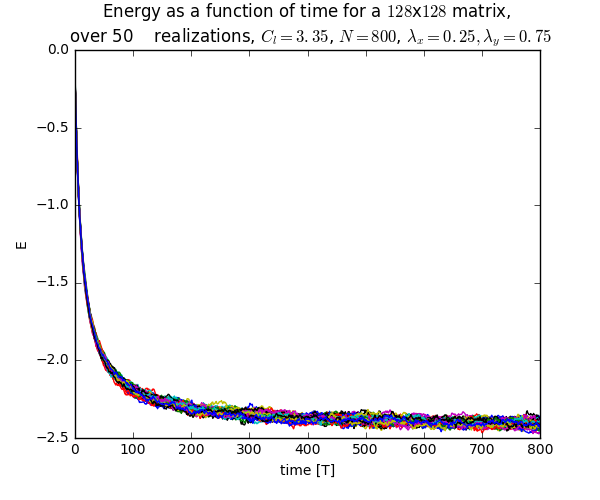 Energy as a function of time for a 128x128 matrix,
over 50 realizations, C_l = 3.35, N = 800, λ_x = 0.25, λ_y = 0.75
0.0
−0.5
−1.0
−1.5
−2.0
−2.5
E
0 100 200 300 400 500 600 700 800
time [T]